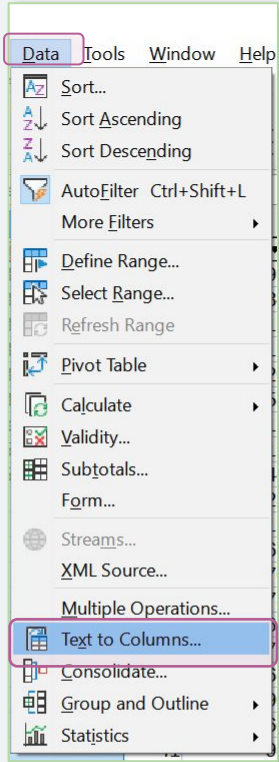 Data Tools Window Help
Sort...
Sort Ascending
Sort Descending
AutoFilter Ctrl+Shift+L
More Filters
Define Range...
Select Range...
Refresh Range
Pivot Table
Calculate
Validity...
Subtotals...
Form...
Streams...
XML Source...
Multiple Operations...
Text to Columns...
Consolidate...
Group and Outline
Statistics